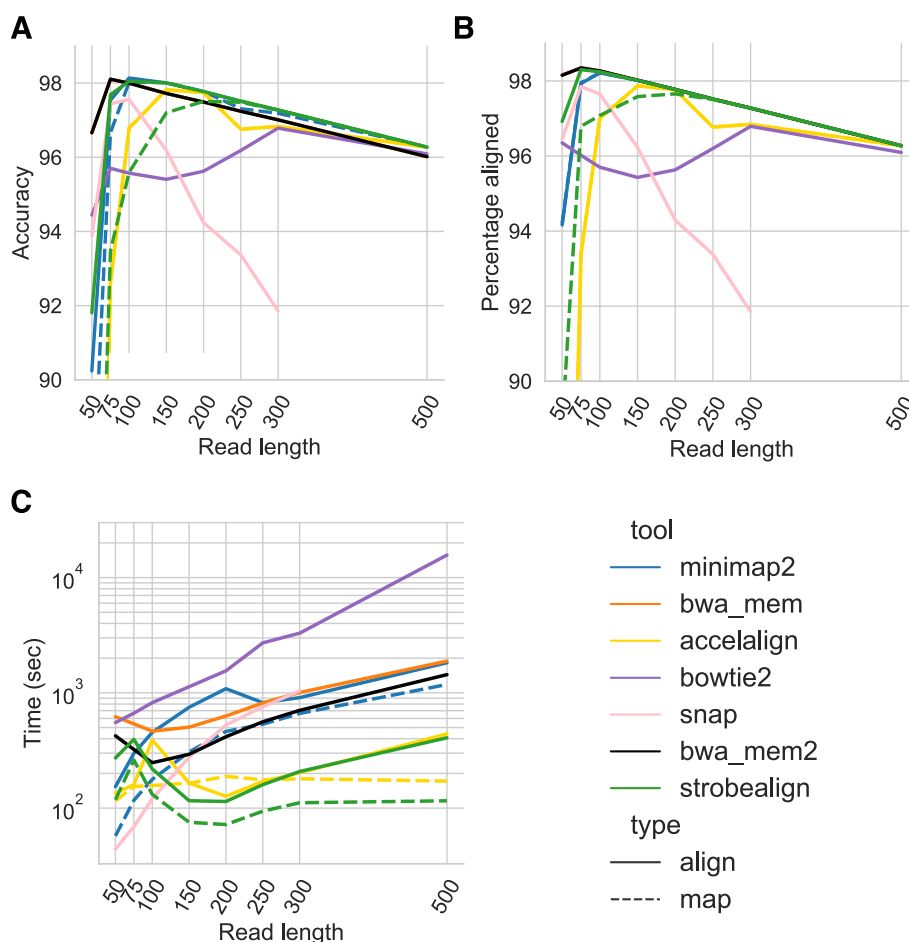 A
Accuracy
98
96
94
92
90
50
75
100
150
200
250
300
500
Read length
B
Percentage aligned
98
96
94
92
90
50
75
100
150
200
250
300
500
Read length
C
Time (sec)
10^4
10^3
10^2
50
75
100
150
200
250
300
500
Read length
tool
minimap2
bwa_mem
accelalign
bowtie2
snap
bwa_mem2
strobealign
type
align
map